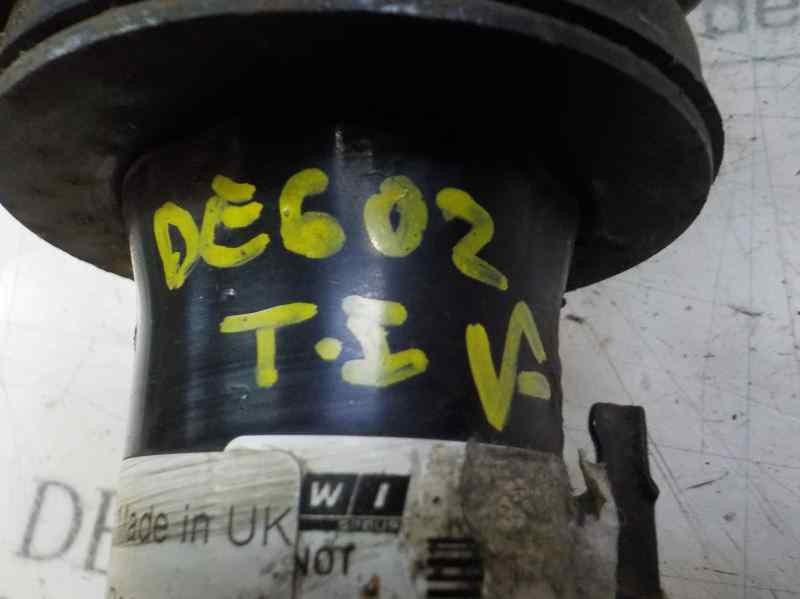 DE602
T.I V.
Made in UK
W I
NOT